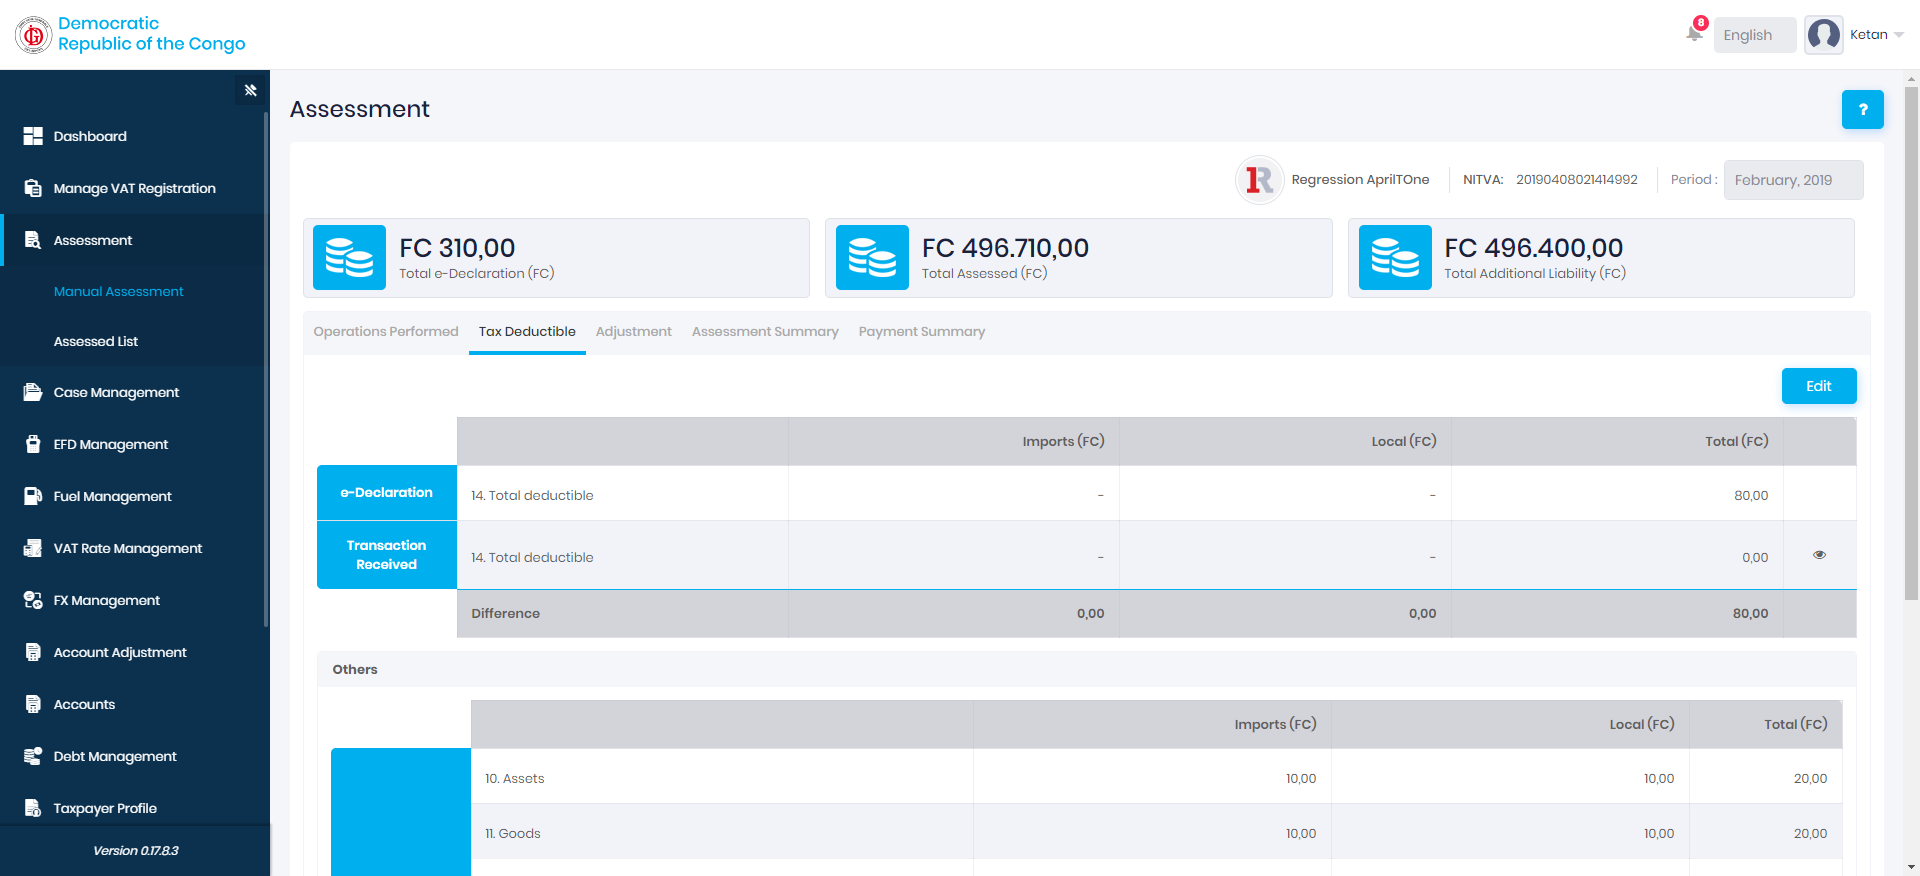 Democratic
Republic of the Congo
8
English
Ketan
Dashboard
Manage VAT Registration
Assessment
Manual Assessment
Assessed List
Case Management
EFD Management
Fuel Management
VAT Rate Management
FX Management
Account Adjustment
Accounts
Debt Management
Taxpayer Profile
Version 0.17.8.3
Assessment
?
1R
Regression AprilTOne
NITVA: 20190408021414992
Period : February, 2019
FC 310,00
Total e-Declaration (FC)
FC 496.710,00
Total Assessed (FC)
FC 496.400,00
Total Additional Liability (FC)
Operations Performed Tax Deductible Adjustment Assessment Summary Payment Summary
Edit
Imports (FC) Local (FC) Total (FC)
e-Declaration 14. Total deductible - - 80,00
Transaction Received 14. Total deductible - - 0,00
Difference 0,00 0,00 80,00
Others
Imports (FC) Local (FC) Total (FC)
10. Assets 10,00 10,00 20,00
11. Goods 10,00 10,00 20,00